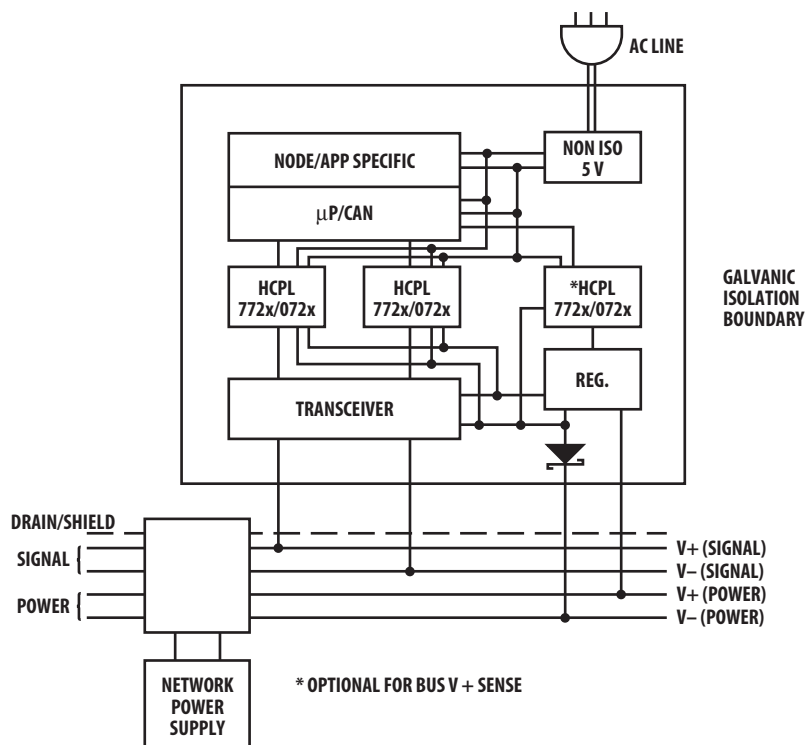 AC LINE
NODE/APP SPECIFIC
NON ISO
5 V
μP/CAN
HCPL
772x/072x
HCPL
772x/072x
*HCPL
772x/072x
GALVANIC
ISOLATION
BOUNDARY
TRANSCEIVER
REG.
DRAIN/SHIELD
SIGNAL
POWER
V+ (SIGNAL)
V– (SIGNAL)
V+ (POWER)
V– (POWER)
NETWORK
POWER
SUPPLY
* OPTIONAL FOR BUS V + SENSE